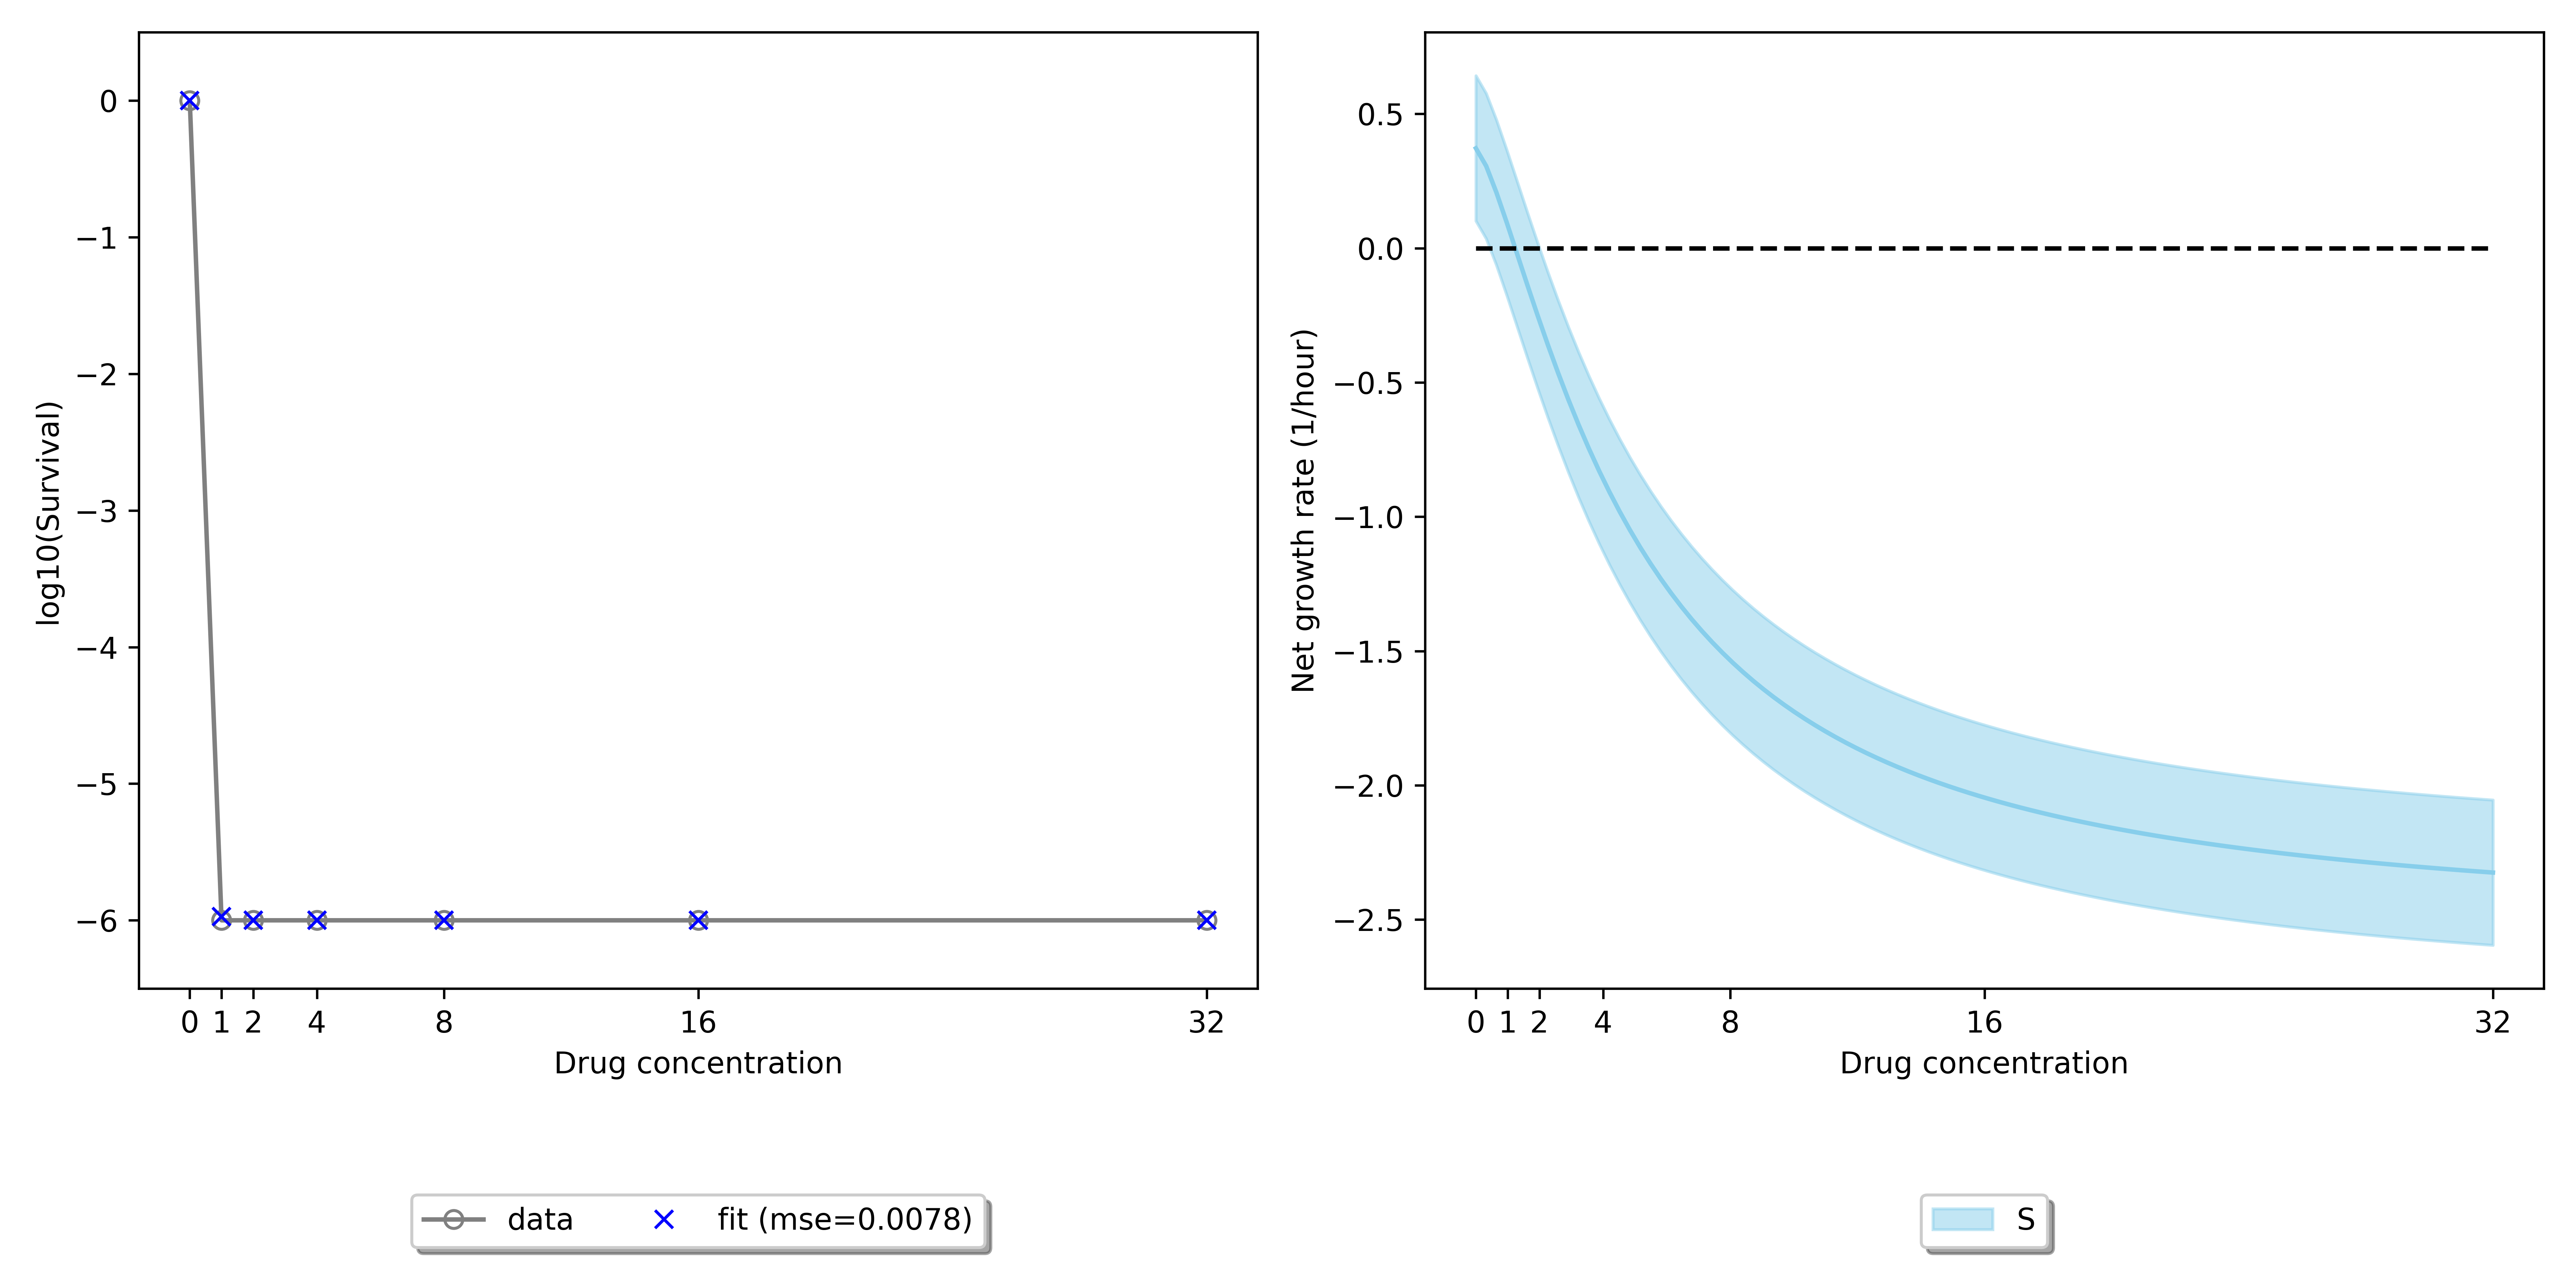 0
−1
−2
−3
−4
−5
−6
log10(Survival)
0 1 2 4 8 16 32
Drug concentration
data fit (mse=0.0078)
0.5
0.0
−0.5
−1.0
−1.5
−2.0
−2.5
Net growth rate (1/hour)
0 1 2 4 8 16 32
Drug concentration
S